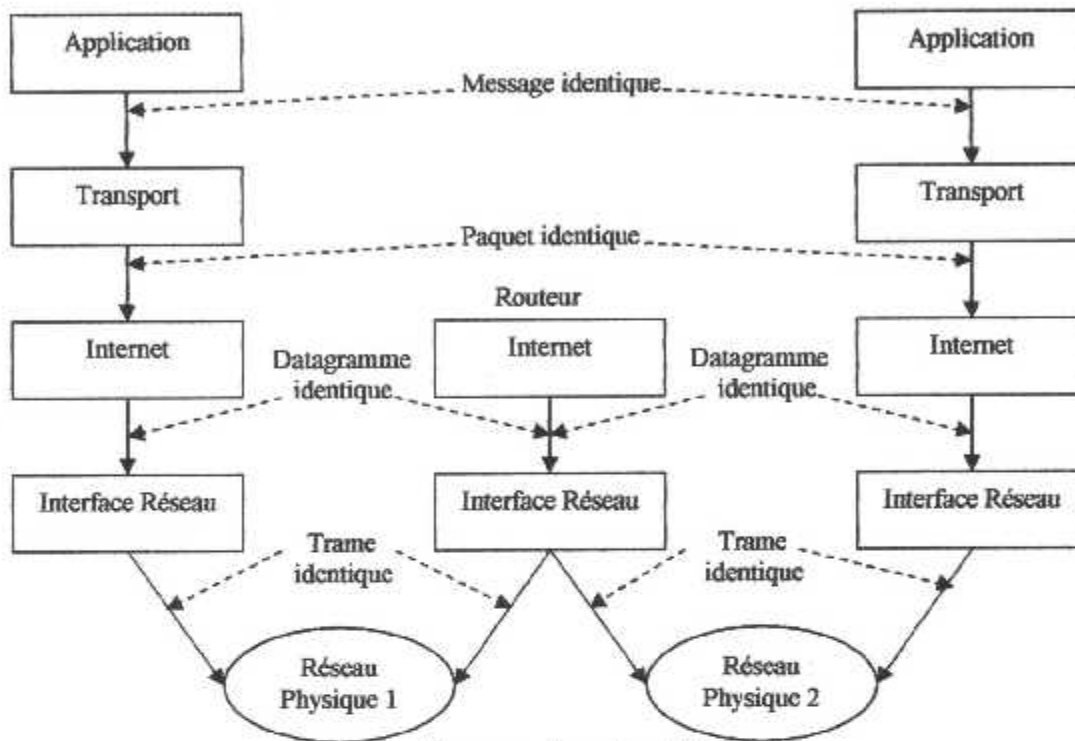 Application
Application
Message identique
Transport
Transport
Paquet identique
Routeur
Internet
Internet
Internet
Datagramme
identique
Datagramme
identique
Interface Réseau
Interface Réseau
Interface Réseau
Trame
identique
Trame
identique
Réseau
Physique 1
Réseau
Physique 2